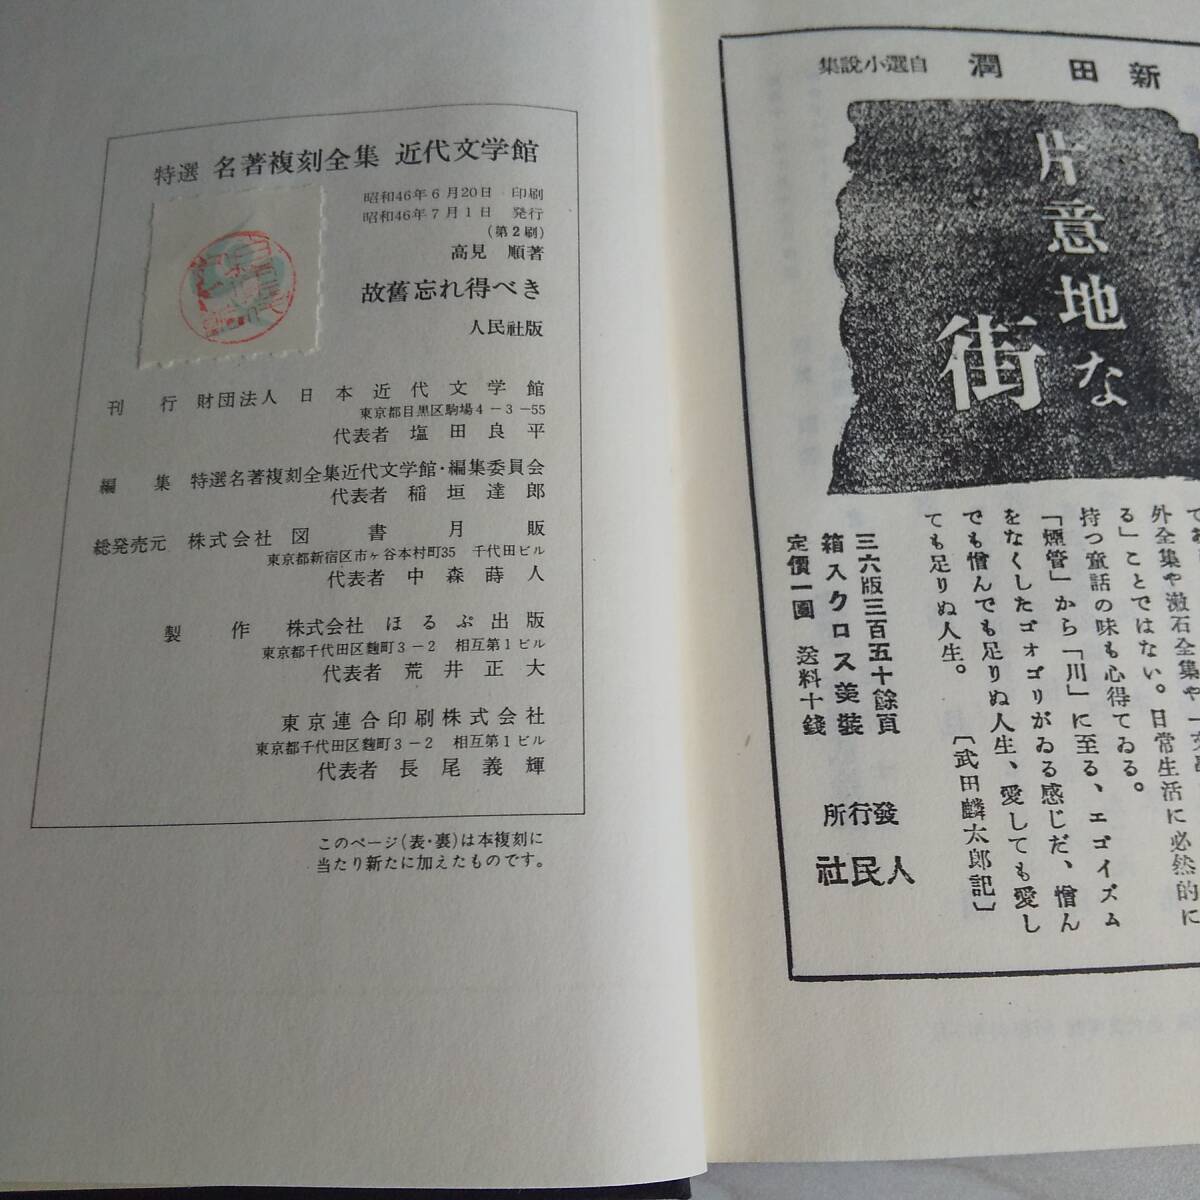 特選 名著複刻全集 近代文学館
昭和46年6月20日 印刷
昭和46年7月1日 発行
(第2刷)
高見 順著
故舊忘れ得べき
人民社版
刊 行 財団法人 日本近代文学館
東京都目黒区駒場4-3-55
代表者 塩田良平
編 集 特選名著複刻全集近代文学館・編集委員会
代表者 稲垣達郎
総発売元 株式会社 図書月販
東京都新宿区市ヶ谷本村町35 千代田ビル
代表者 中森蒔人
製 作 株式会社 ほるぷ出版
東京都千代田区麴町3-2 相互第1ビル
代表者 荒井正大
東京連合印刷株式会社
東京都千代田区麴町3-2 相互第1ビル
代表者 長尾義輝
このページ(表・裏)は本複刻に
当たり新たに加えたものです。
新田 潤 自選小説集
片意地な
街
外全集や漱石全集や
る」ことではない。日常生活に必然的に
持つ童話の味も心得てゐる。
「煙管」から「川」に至る、エゴイズム
をなくしたゴオゴリがゐる感じだ、憎ん
でも憎んでも足りぬ人生、愛しても愛し
ても足りぬ人生。 〔武田麟太郎記〕
三六版三百五十餘頁
箱入クロス美裝
定價一圓 送料十錢
發行所
人民社